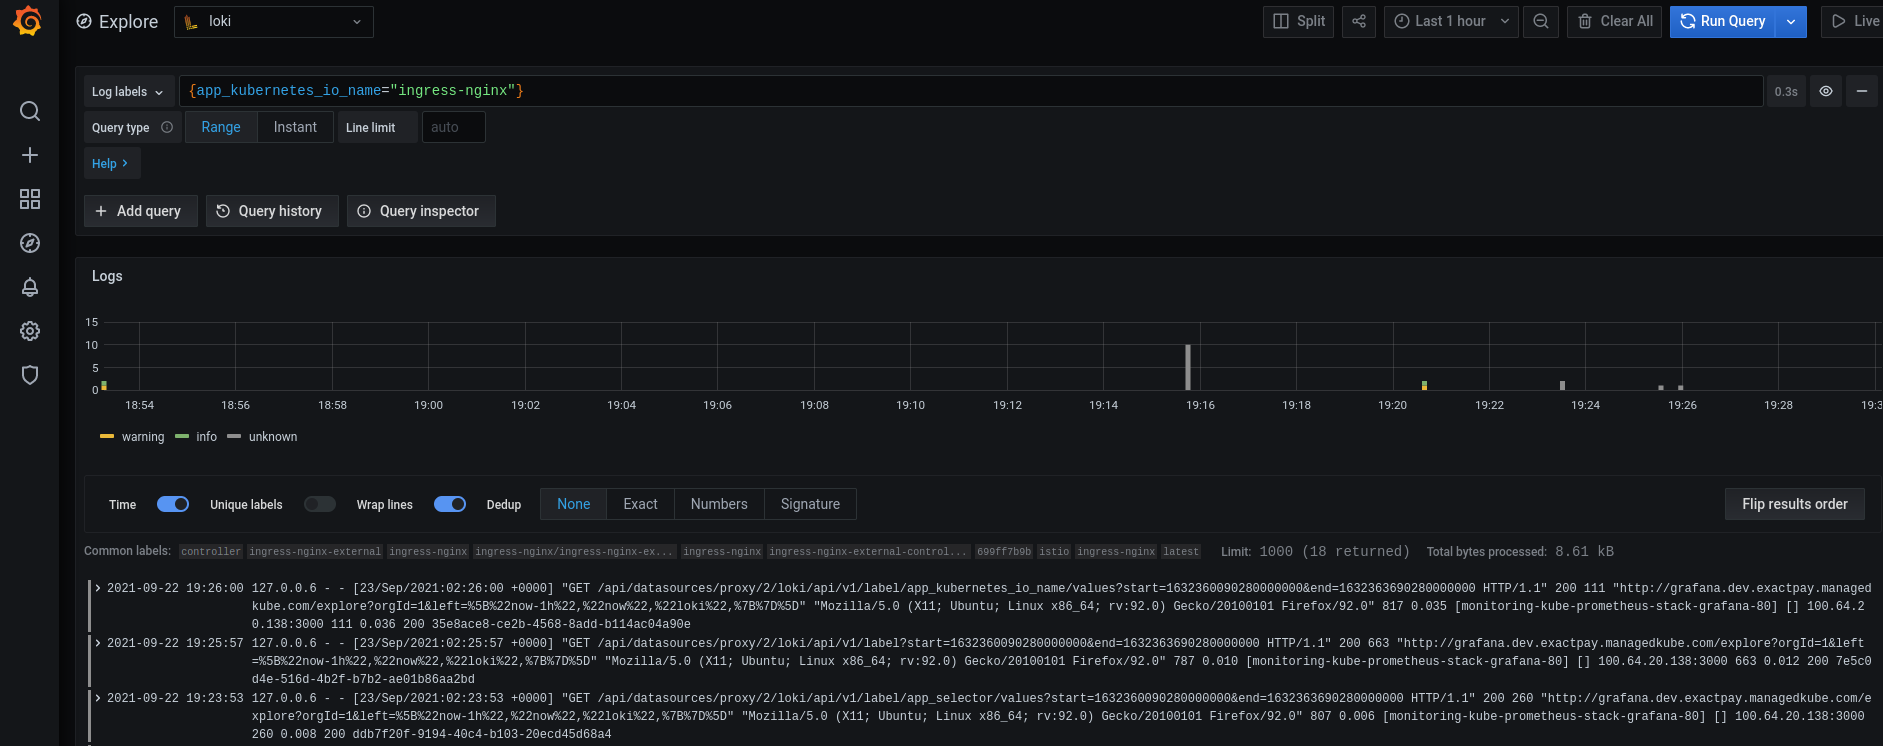 Explore loki Split Last 1 hour Clear All Run Query Live
Log labels {app_kubernetes_io_name="ingress-nginx"} 0.3s
Query type Range Instant Line limit auto
Help
Add query Query history Query inspector
Logs
15
10
5
0
18:54 18:56 18:58 19:00 19:02 19:04 19:06 19:08 19:10 19:12 19:14 19:16 19:18 19:20 19:22 19:24 19:26 19:28 19:3
warning info unknown
Time Unique labels Wrap lines Dedup None Exact Numbers Signature Flip results order
Common labels: controller ingress-nginx-external ingress-nginx ingress-nginx/ingress-nginx-ex... ingress-nginx ingress-nginx-external-control... 699ff7b9b istio ingress-nginx latest Limit: 1000 (18 returned) Total bytes processed: 8.61 kB
2021-09-22 19:26:00 127.0.0.6 - - [23/Sep/2021:02:26:00 +0000] "GET /api/datasources/proxy/2/loki/api/v1/label/app_kubernetes_io_name/values?start=1632360090280000000&end=1632363690280000000 HTTP/1.1" 200 111 "http://grafana.dev.exactpay.managed
kube.com/explore?orgId=1&left=%5B%22now-1h%22,%22now%22,%22loki%22,%7B%7D%5D" "Mozilla/5.0 (X11; Ubuntu; Linux x86_64; rv:92.0) Gecko/20100101 Firefox/92.0" 817 0.035 [monitoring-kube-prometheus-stack-grafana-80] [] 100.64.2
0.138:3000 111 0.036 200 35e8ace8-ce2b-4568-8add-b114ac04a90e
2021-09-22 19:25:57 127.0.0.6 - - [23/Sep/2021:02:25:57 +0000] "GET /api/datasources/proxy/2/loki/api/v1/label?start=1632360090280000000&end=1632363690280000000 HTTP/1.1" 200 663 "http://grafana.dev.exactpay.managedkube.com/explore?orgId=1&left
=%5B%22now-1h%22,%22now%22,%22loki%22,%7B%7D%5D" "Mozilla/5.0 (X11; Ubuntu; Linux x86_64; rv:92.0) Gecko/20100101 Firefox/92.0" 787 0.010 [monitoring-kube-prometheus-stack-grafana-80] [] 100.64.20.138:3000 663 0.012 200 7e5c0
d4e-516d-4b2f-b7b2-ae01b86aa2bd
2021-09-22 19:23:53 127.0.0.6 - - [23/Sep/2021:02:23:53 +0000] "GET /api/datasources/proxy/2/loki/api/v1/label/app_selector/values?start=1632360090280000000&end=1632363690280000000 HTTP/1.1" 200 260 "http://grafana.dev.exactpay.managedkube.com/e
xplore?orgId=1&left=%5B%22now-1h%22,%22now%22,%22loki%22,%7B%7D%5D" "Mozilla/5.0 (X11; Ubuntu; Linux x86_64; rv:92.0) Gecko/20100101 Firefox/92.0" 807 0.006 [monitoring-kube-prometheus-stack-grafana-80] [] 100.64.20.138:3000
260 0.008 200 ddb7f20f-9194-40c4-b103-20ecd45d68a4